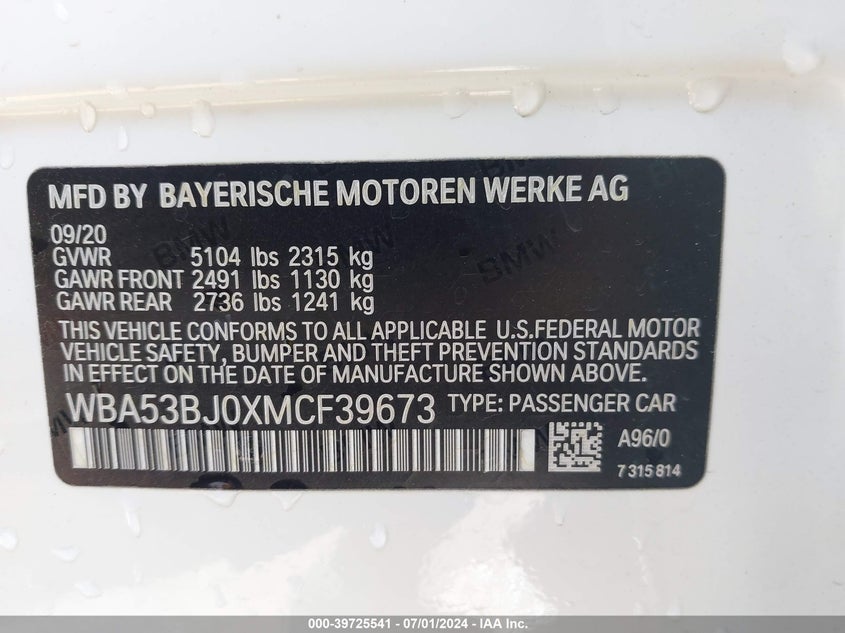 MFD BY BAYERISCHE MOTOREN WERKE AG
09/20
GVWR 5104 lbs 2315 kg
GAWR FRONT 2491 lbs 1130 kg
GAWR REAR 2736 lbs 1241 kg
THIS VEHICLE CONFORMS TO ALL APPLICABLE U.S.FEDERAL MOTOR
VEHICLE SAFETY, BUMPER AND THEFT PREVENTION STANDARDS
IN EFFECT ON THE DATE OF MANUFACTURE SHOWN ABOVE.
WBA53BJ0XMCF39673 TYPE: PASSENGER CAR
A96/0
7 315 814
000-39725541 - 07/01/2024 - IAA Inc.